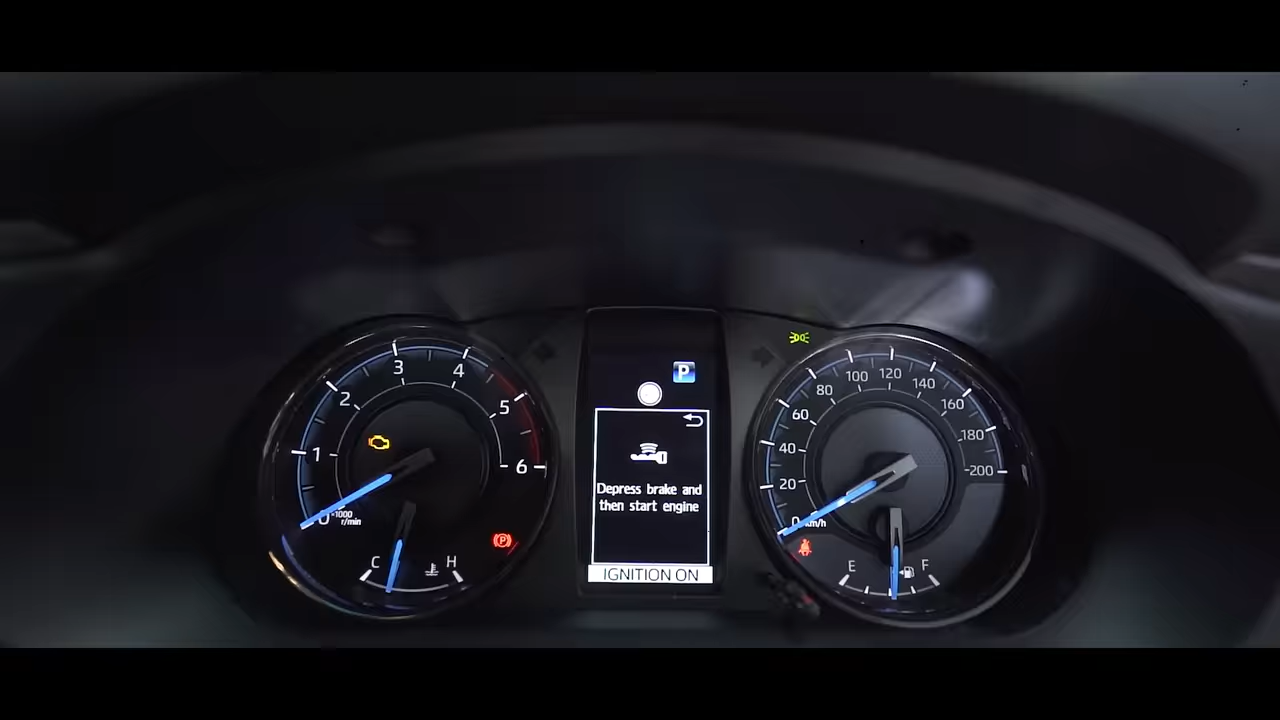 0
1
2
3
4
5
6
×1000
r/min
C
H
P
Depress brake and
then start engine
IGNITION ON
0
20
40
60
80
100
120
140
160
180
200
km/h
E
F
(P)